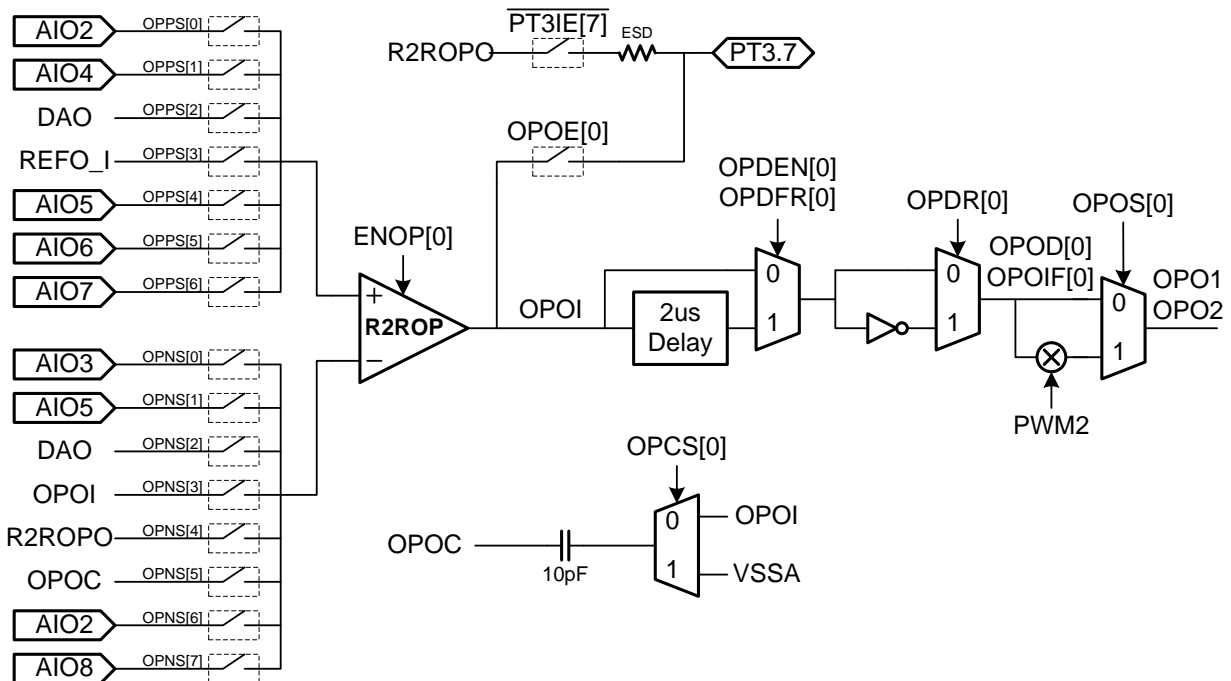 AIO2 OPPS[0]
AIO4 OPPS[1]
DAO OPPS[2]
REFO_I OPPS[3]
AIO5 OPPS[4]
AIO6 OPPS[5]
AIO7 OPPS[6]
AIO3 OPNS[0]
AIO5 OPNS[1]
DAO OPNS[2]
OPOI OPNS[3]
R2ROPO OPNS[4]
OPOC OPNS[5]
AIO2 OPNS[6]
AIO8 OPNS[7]
PT3IE[7]
R2ROPO
ESD
PT3.7
OPOE[0]
ENOP[0]
+
R2ROP
−
OPOI
2us
Delay
OPDEN[0]
OPDFR[0]
0
1
OPDR[0]
0
1
OPOD[0]
OPOIF[0]
PWM2
OPOS[0]
0
1
OPO1
OPO2
OPCS[0]
OPOC
10pF
0
1
OPOI
VSSA